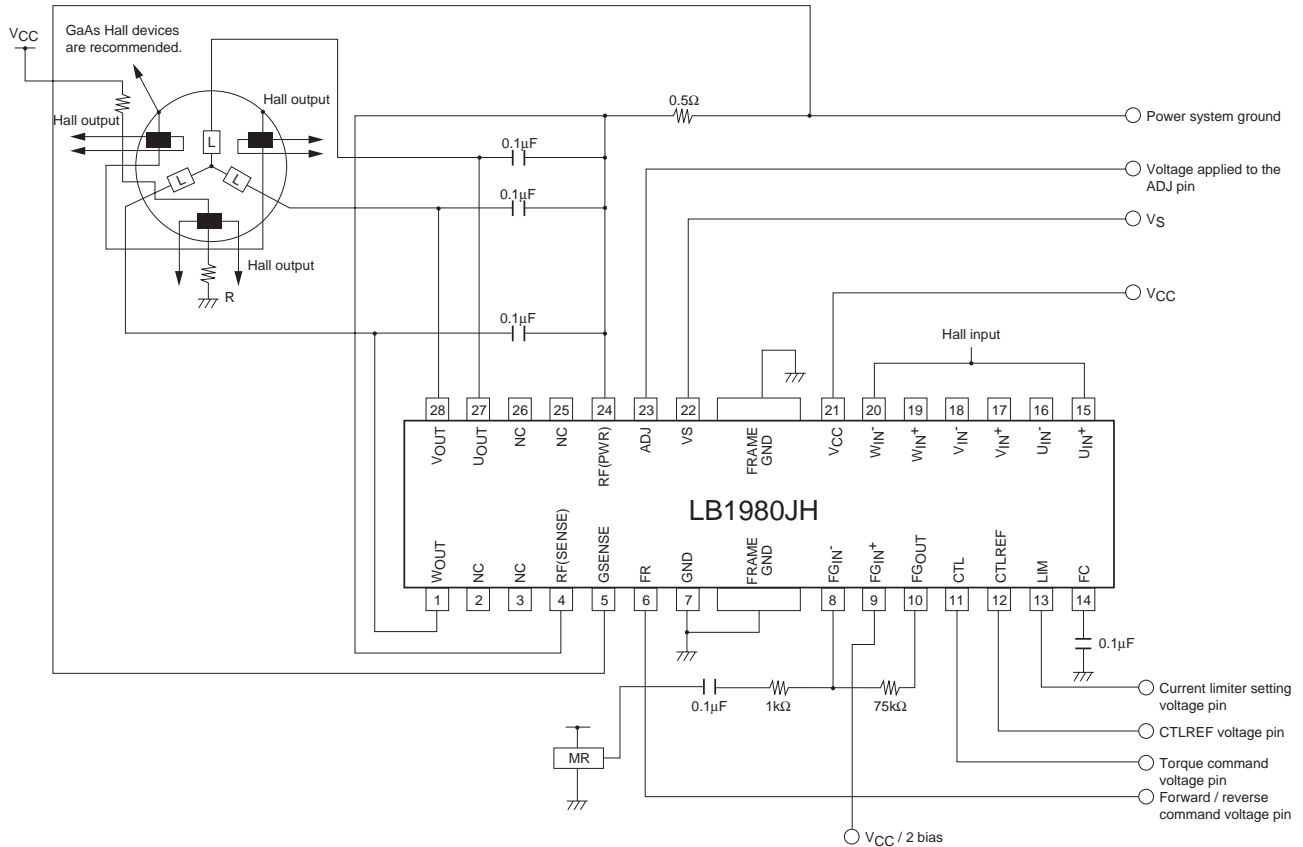 VCC
GaAs Hall devices
are recommended.
Hall output
Hall output
L
L
L
Hall output
R
0.1μF
0.1μF
0.1μF
0.5Ω
Power system ground
Voltage applied to the
ADJ pin
VS
VCC
Hall input
28
27
26
25
24
23
22
21
20
19
18
17
16
15
VOUT
UOUT
NC
NC
RF(PWR)
ADJ
VS
FRAME
GND
VCC
WIN-
WIN+
VIN-
VIN+
UIN-
UIN+
LB1980JH
WOUT
NC
NC
RF(SENSE)
GSENSE
FR
GND
FRAME
GND
FGIN-
FGIN+
FGOUT
CTL
CTLREF
LIM
FC
1
2
3
4
5
6
7
8
9
10
11
12
13
14
0.1μF
0.1μF
1kΩ
75kΩ
MR
Current limiter setting
voltage pin
CTLREF voltage pin
Torque command
voltage pin
Forward / reverse
command voltage pin
VCC / 2 bias